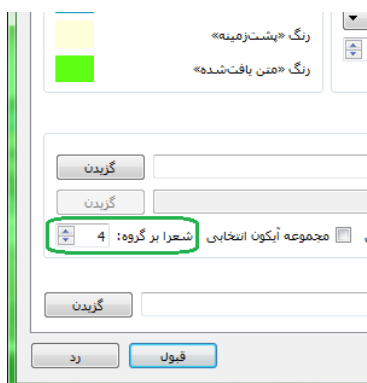 رنگ «پشت‌زمینه»
رنگ «متن یافت‌شده»
گزیدن
گزیدن
مجموعه آیکون انتخابی شعرا بر گروه: 4
گزیدن
قبول رد